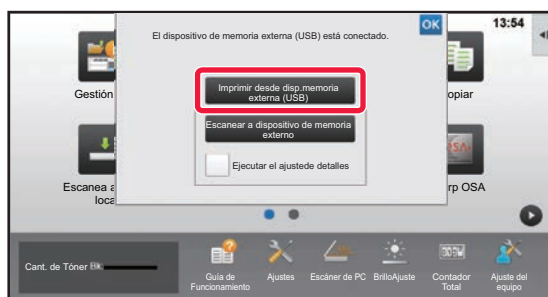 El dispositivo de memoria externa (USB) está conectado.
OK
13:54
Imprimir desde disp.memoria
externa (USB)
Escanear a dispositivo de memoria
externo
Ejecutar el ajustede detalles
Gestión
opiar
Escanea a
loca
rp OSA
Cant. de Tóner Bk:
Guía de
Funcionamiento
Ajustes
Escáner de PC
BrilloAjuste
Contador
Total
Ajuste del
equipo